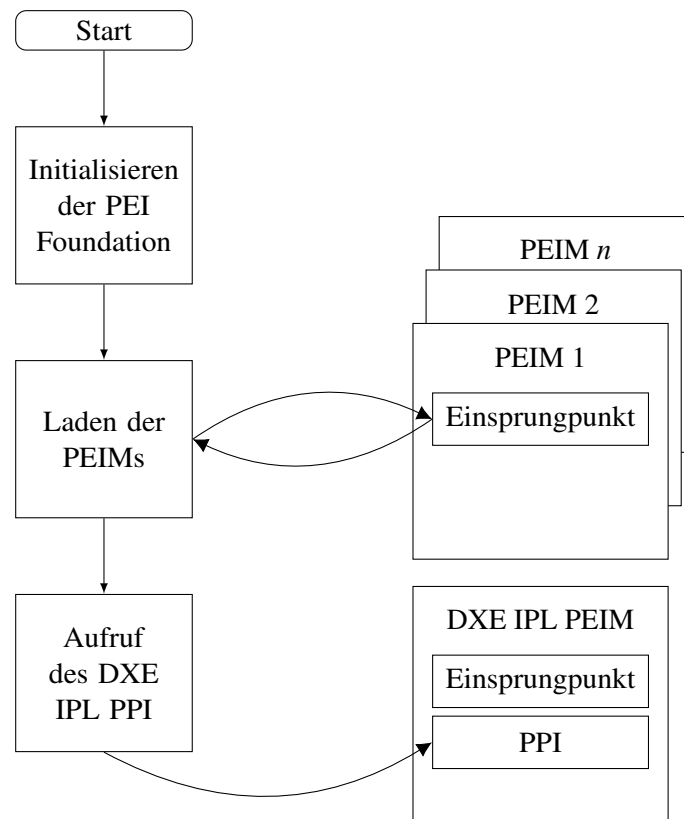 Start
Initialisieren
der PEI
Foundation
PEIM n
PEIM 2
PEIM 1
Einsprungpunkt
Laden der
PEIMs
Aufruf
des DXE
IPL PPI
DXE IPL PEIM
Einsprungpunkt
PPI